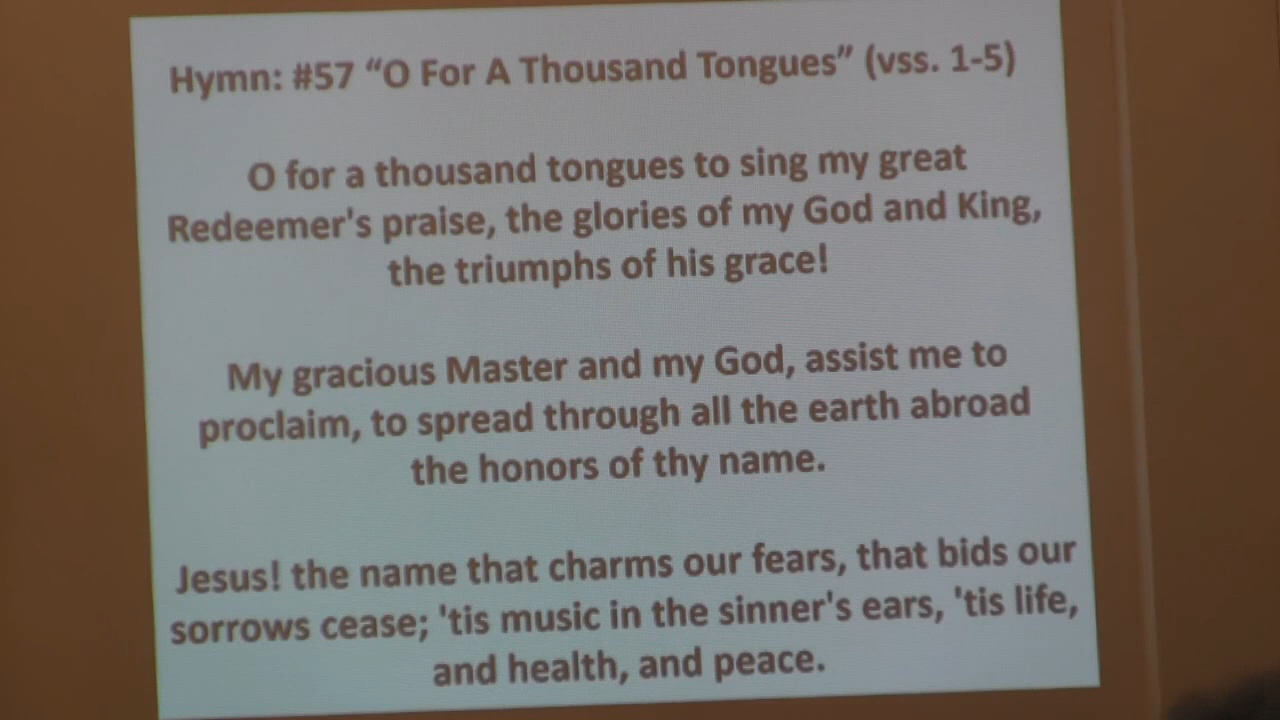 Hymn: #57 “O For A Thousand Tongues” (vss. 1-5)
O for a thousand tongues to sing my great
Redeemer's praise, the glories of my God and King,
the triumphs of his grace!
My gracious Master and my God, assist me to
proclaim, to spread through all the earth abroad
the honors of thy name.
Jesus! the name that charms our fears, that bids our
sorrows cease; 'tis music in the sinner's ears, 'tis life,
and health, and peace.